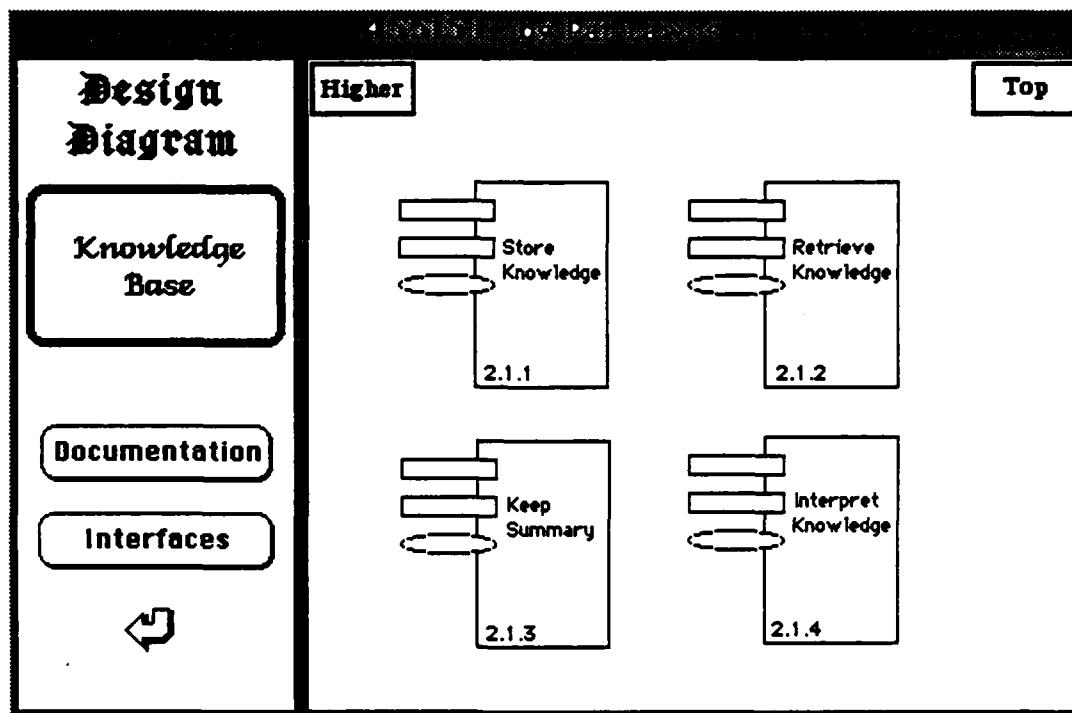 Design
Diagram
Knowledge
Base
Documentation
Interfaces
Higher
Top
Store
Knowledge
2.1.1
Retrieve
Knowledge
2.1.2
Keep
Summary
2.1.3
Interpret
Knowledge
2.1.4